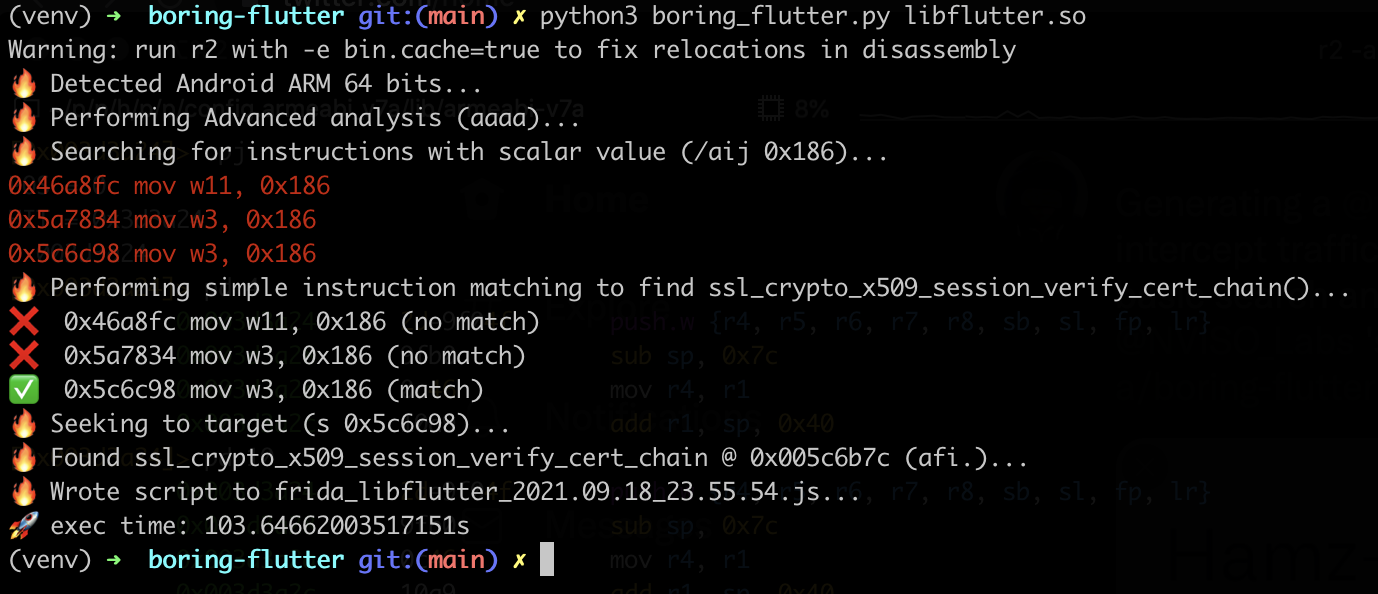 (venv) ➜  boring-flutter git:(main) ✗ python3 boring_flutter.py libflutter.so
Warning: run r2 with -e bin.cache=true to fix relocations in disassembly
🔥 Detected Android ARM 64 bits...
🔥 Performing Advanced analysis (aaaa)...
🔥 Searching for instructions with scalar value (/aij 0x186)...
0x46a8fc mov w11, 0x186
0x5a7834 mov w3, 0x186
0x5c6c98 mov w3, 0x186
🔥 Performing simple instruction matching to find ssl_crypto_x509_session_verify_cert_chain()...
❌  0x46a8fc mov w11, 0x186 (no match)
❌  0x5a7834 mov w3, 0x186 (no match)
✅  0x5c6c98 mov w3, 0x186 (match)
🔥 Seeking to target (s 0x5c6c98)...
🔥 Found ssl_crypto_x509_session_verify_cert_chain @ 0x005c6b7c (afi.)...
🔥 Wrote script to frida_libflutter_2021.09.18_23.55.54.js...
🚀 exec time: 103.64662003517151s
(venv) ➜  boring-flutter git:(main) ✗